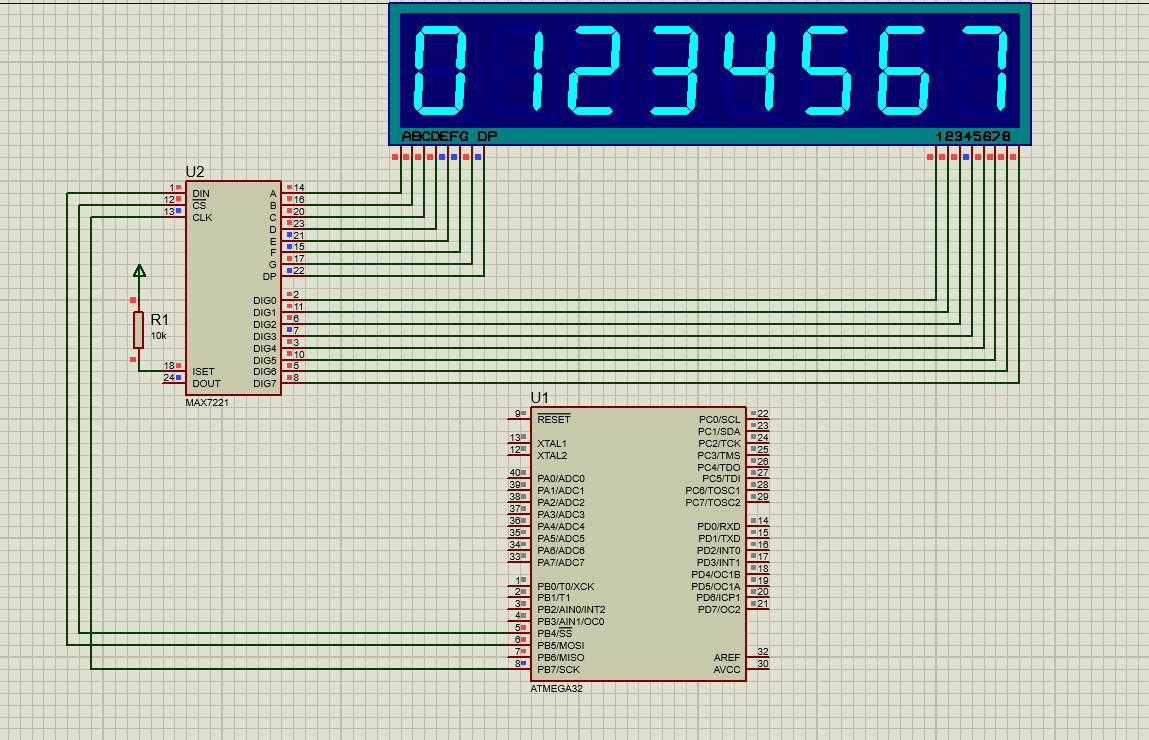 0 1 2 3 4 5 6 7
ABCDEFG DP
12345678
U2
1 DIN A 14
12 CS B 16
13 CLK C 20
D 23
E 21
F 15
G 17
DP 22
DIG0 2
DIG1 11
DIG2 6
DIG3 7
DIG4 3
DIG5 10
18 ISET DIG6 5
24 DOUT DIG7 8
MAX7221
R1
10k
U1
9 RESET PC0/SCL 22
PC1/SDA 23
13 XTAL1 PC2/TCK 24
12 XTAL2 PC3/TMS 25
PC4/TDO 26
40 PA0/ADC0 PC5/TDI 27
39 PA1/ADC1 PC6/TOSC1 28
38 PA2/ADC2 PC7/TOSC2 29
37 PA3/ADC3
36 PA4/ADC4 PD0/RXD 14
35 PA5/ADC5 PD1/TXD 15
34 PA6/ADC6 PD2/INT0 16
33 PA7/ADC7 PD3/INT1 17
PD4/OC1B 18
1 PB0/T0/XCK PD5/OC1A 19
2 PB1/T1 PD6/ICP1 20
3 PB2/AIN0/INT2 PD7/OC2 21
4 PB3/AIN1/OC0
5 PB4/SS
6 PB5/MOSI
7 PB6/MISO AREF 32
8 PB7/SCK AVCC 30
ATMEGA32